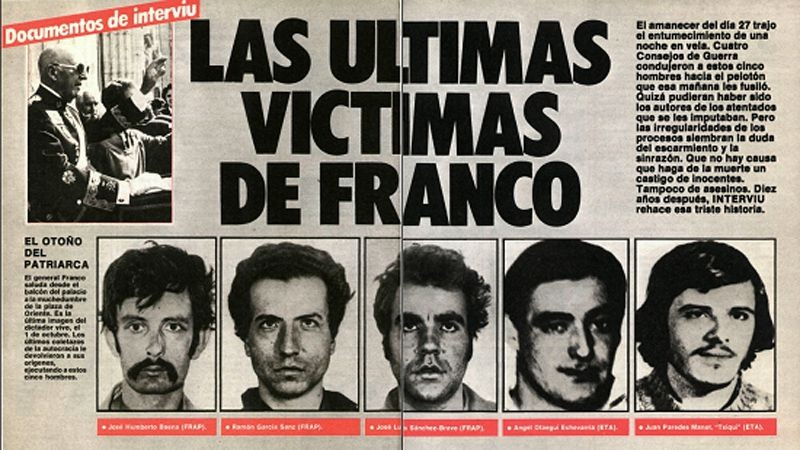 Documentos de interviu
LAS ULTIMAS
VICTIMAS
DE FRANCO
El amanecer del día 27 trajo
el entumecimiento de una
noche en vela. Cuatro
Consejos de Guerra
condujeron a estos cinco
hombres hacia el pelotón
que esa mañana les fusiló.
Quizá pudieran haber sido
los autores de los atentados
que se les imputaban. Pero
las irregularidades de los
procesos siembran la duda
del escarmiento y la
sinrazón. Que no hay causa
que haga de la muerte un
castigo de inocentes.
Tampoco de asesinos. Diez
años después, INTERVIU
rehace esa triste historia.
EL OTOÑO
DEL
PATRIARCA
El general Franco
saluda desde el
balcón del palacio
a la muchedumbre
de la plaza de
Oriente. Es la
última imagen del
dictador vivo, el
1 de octubre. Los
últimos coletazos
de la autocracia le
devolvieron a sus
orígenes,
ejecutando a estos
cinco hombres.
● José Humberto Baena (FRAP).
● Ramón García Sanz (FRAP).
● José Luis Sánchez-Bravo (FRAP).
● Angel Otaegui Echeverría (ETA).
● Juan Paredes Manot, "Txiqui" (ETA).